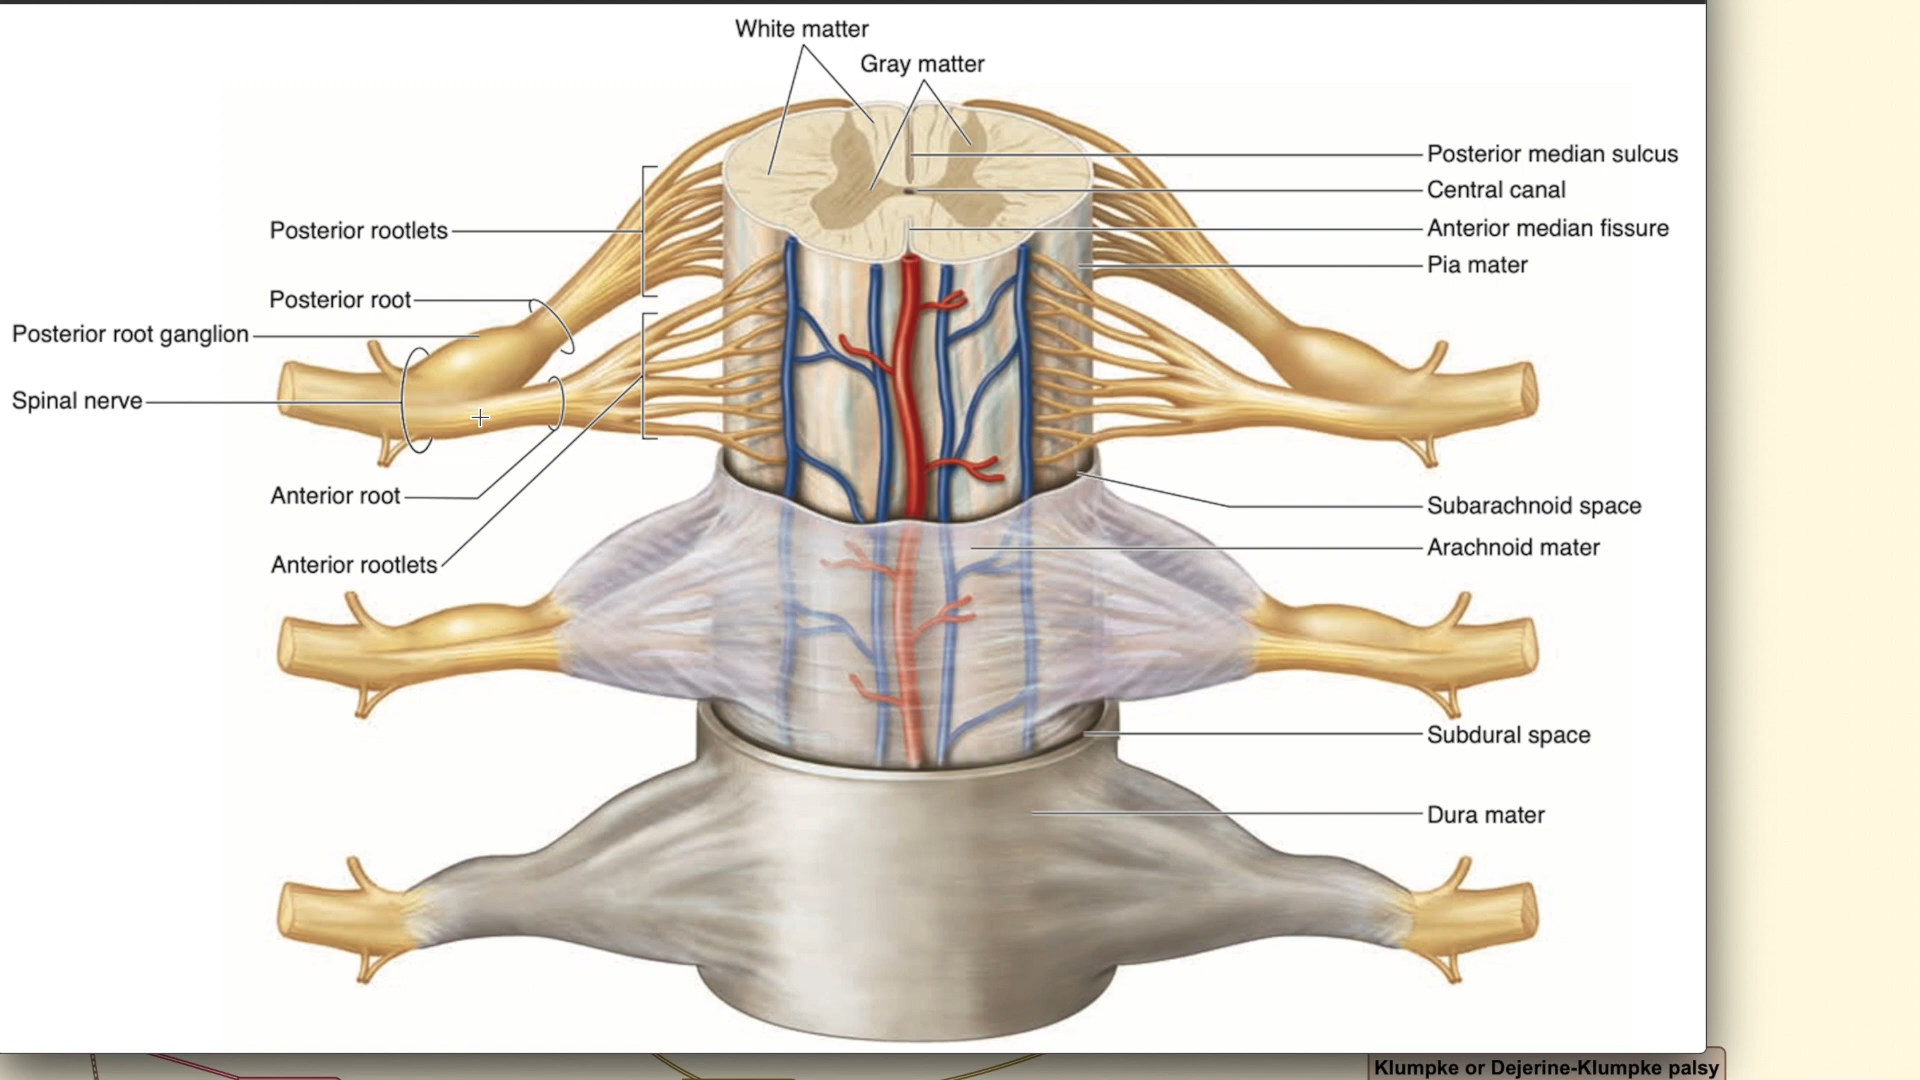 White matter
Gray matter
Posterior median sulcus
Central canal
Posterior rootlets
Anterior median fissure
Pia mater
Posterior root
Posterior root ganglion
Spinal nerve
Anterior root
Subarachnoid space
Arachnoid mater
Anterior rootlets
Subdural space
Dura mater
Klumpke or Dejerine-Klumpke palsy